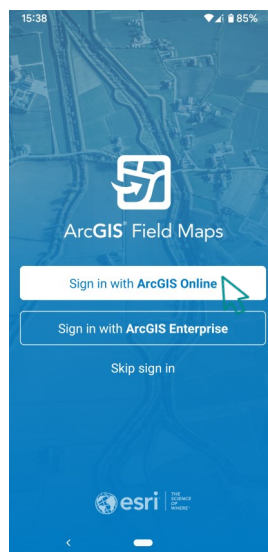 15:38 85%
ArcGIS® Field Maps
Sign in with ArcGIS Online
Sign in with ArcGIS Enterprise
Skip sign in
esri® THE
SCIENCE
OF
WHERE®